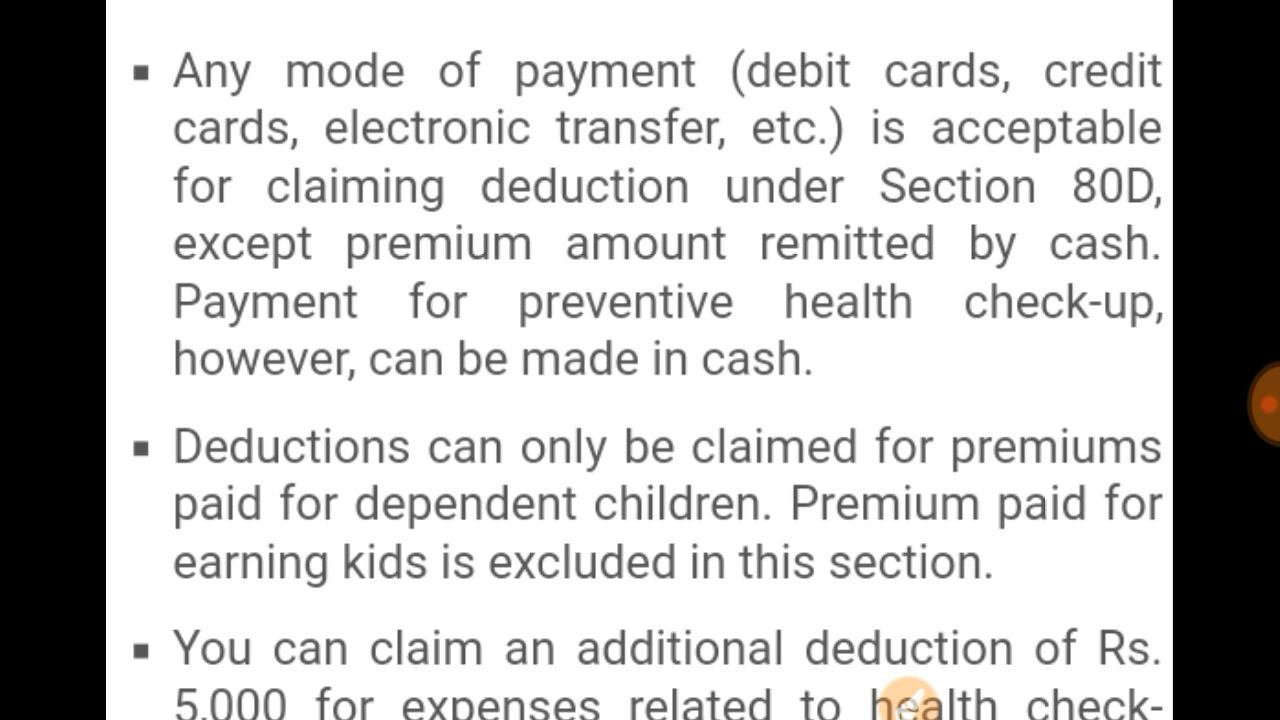 ▪ Any mode of payment (debit cards, credit
cards, electronic transfer, etc.) is acceptable
for claiming deduction under Section 80D,
except premium amount remitted by cash.
Payment for preventive health check-up,
however, can be made in cash.
▪ Deductions can only be claimed for premiums
paid for dependent children. Premium paid for
earning kids is excluded in this section.
▪ You can claim an additional deduction of Rs.
5,000 for expenses related to health check-